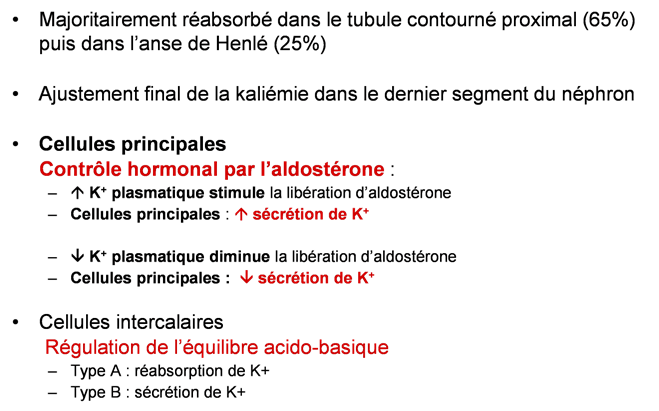 • Majoritairement réabsorbé dans le tubule contourné proximal (65%)
puis dans l'anse de Henlé (25%)
• Ajustement final de la kaliémie dans le dernier segment du néphron
• Cellules principales
Contrôle hormonal par l'aldostérone :
– ↑ K⁺ plasmatique stimule la libération d'aldostérone
– Cellules principales : ↑ sécrétion de K⁺
– ↓ K⁺ plasmatique diminue la libération d'aldostérone
– Cellules principales : ↓ sécrétion de K⁺
• Cellules intercalaires
Régulation de l'équilibre acido-basique
– Type A : réabsorption de K+
– Type B : sécrétion de K+